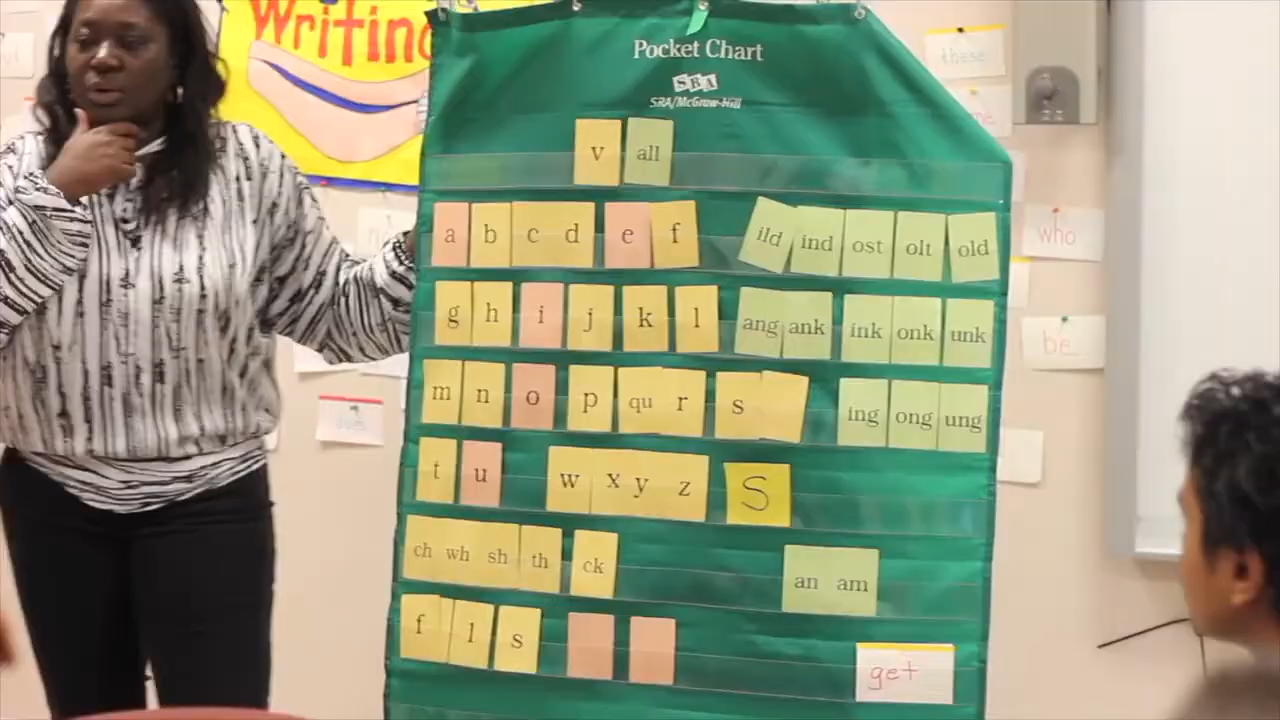 Writing
Pocket Chart
SRA
SRA/McGraw-Hill
v all
a b c d e f ild ind ost olt old
g h i j k l ang ank ink onk unk
m n o p qu r s ing ong ung
t u w x y z S
ch wh sh th ck an am
f l s get
these
who
be